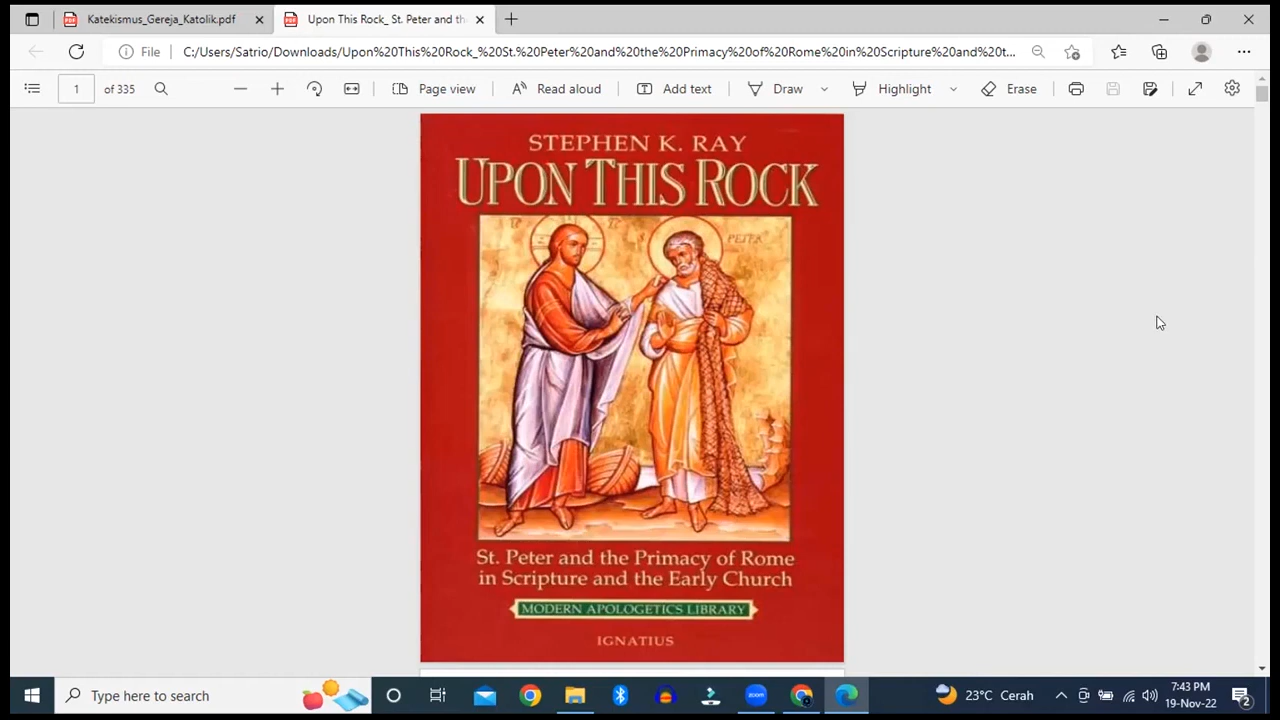 Katekismus_Gereja_Katolik.pdf
Upon This Rock_ St. Peter and the
File
C:/Users/Satrio/Downloads/Upon%20This%20Rock_%20St.%20Peter%20and%20the%20Primacy%20of%20Rome%20in%20Scripture%20and%20t...
1 of 335
Page view
Read aloud
Add text
Draw
Highlight
Erase
STEPHEN K. RAY
UPON THIS ROCK
St. Peter and the Primacy of Rome
in Scripture and the Early Church
MODERN APOLOGETICS LIBRARY
IGNATIUS
Type here to search
zoom
23°C Cerah
7:43 PM
19-Nov-22
2